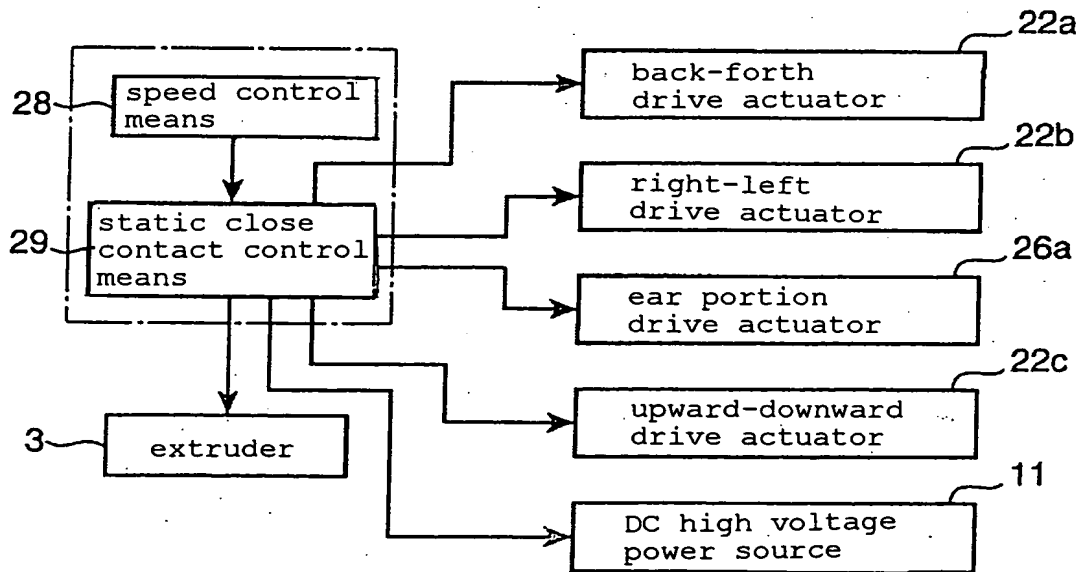 22a
back-forth
drive actuator
28
speed control
means
22b
right-left
drive actuator
29
static close
contact control
means
26a
ear portion
drive actuator
22c
upward-downward
drive actuator
3
extruder
11
DC high voltage
power source